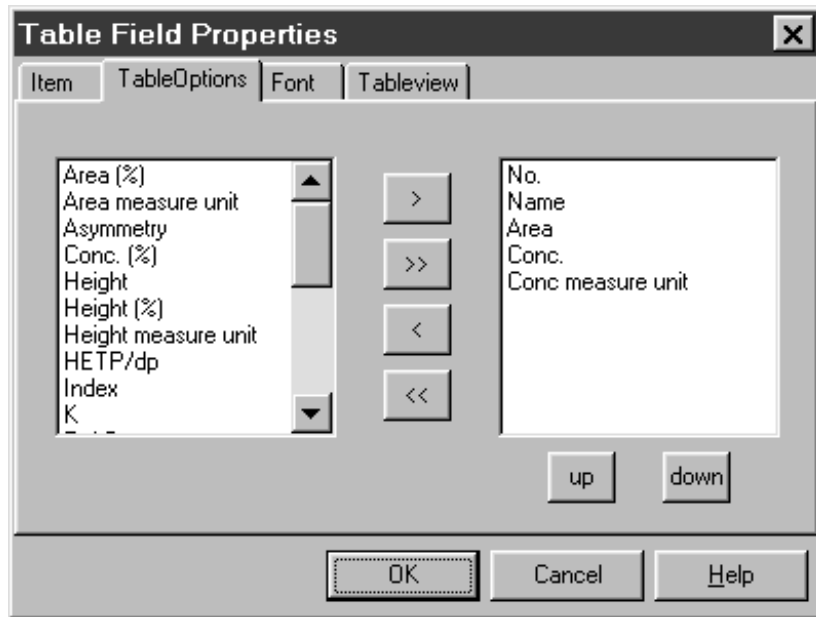 Table Field Properties
Item TableOptions Font Tableview
Area (%)
Area measure unit
Asymmetry
Conc. (%)
Height
Height (%)
Height measure unit
HETP/dp
Index
K
>
>>
<
<<
No.
Name
Area
Conc.
Conc measure unit
up down
OK Cancel Help